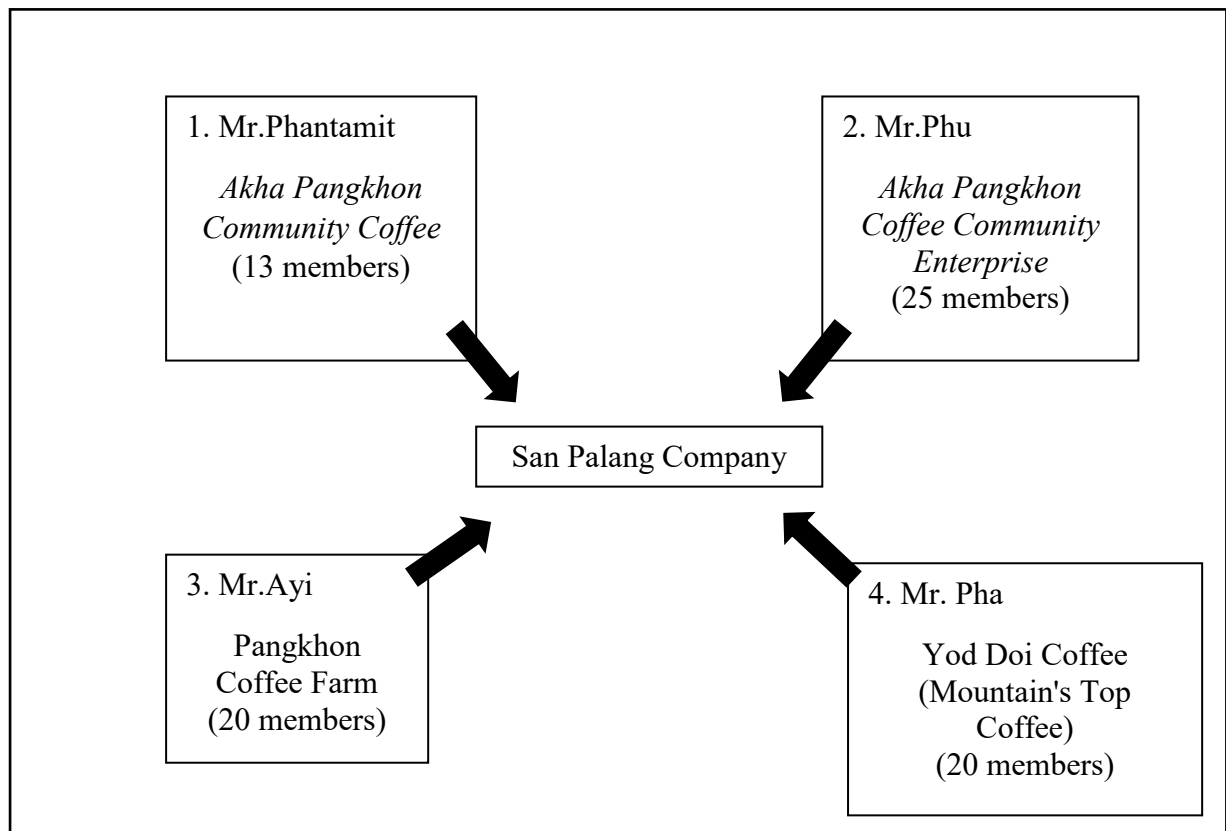 1. Mr.Phantamit
Akha Pangkhon
Community Coffee
(13 members)
2. Mr.Phu
Akha Pangkhon
Coffee Community
Enterprise
(25 members)
San Palang Company
3. Mr.Ayi
Pangkhon
Coffee Farm
(20 members)
4. Mr. Pha
Yod Doi Coffee
(Mountain's Top
Coffee)
(20 members)